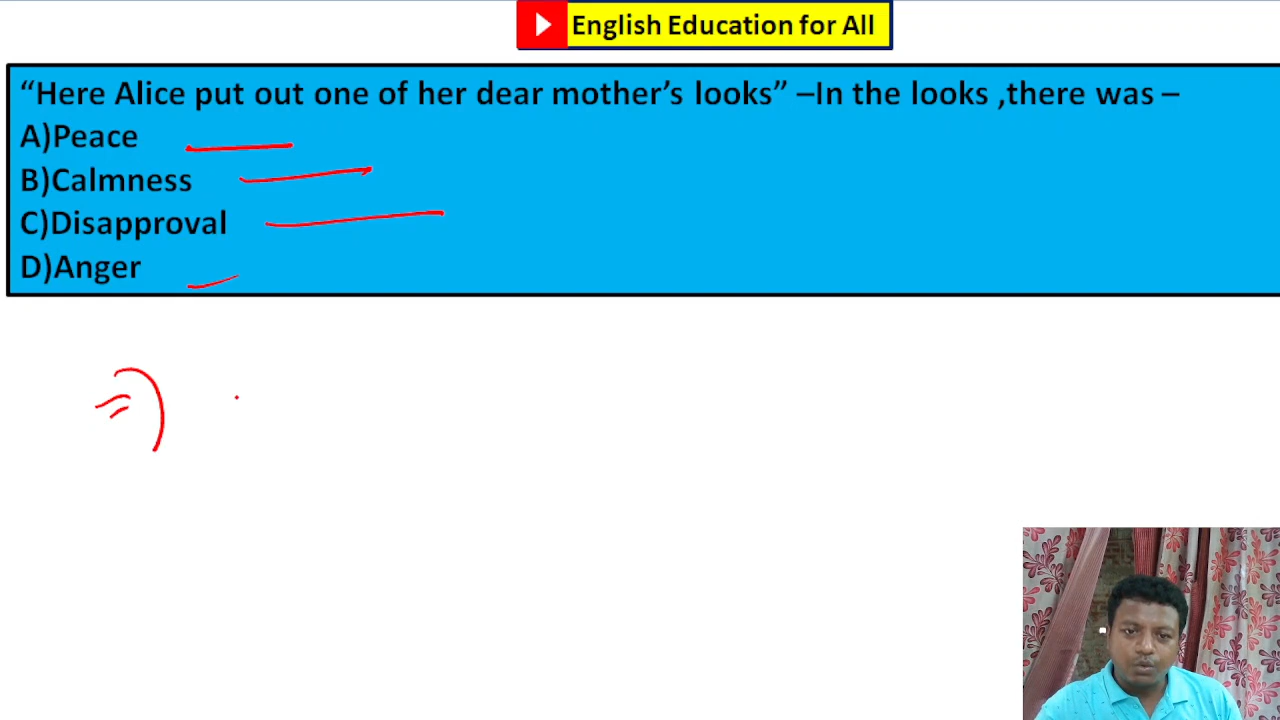 English Education for All
“Here Alice put out one of her dear mother’s looks” –In the looks ,there was –
A)Peace
B)Calmness
C)Disapproval
D)Anger